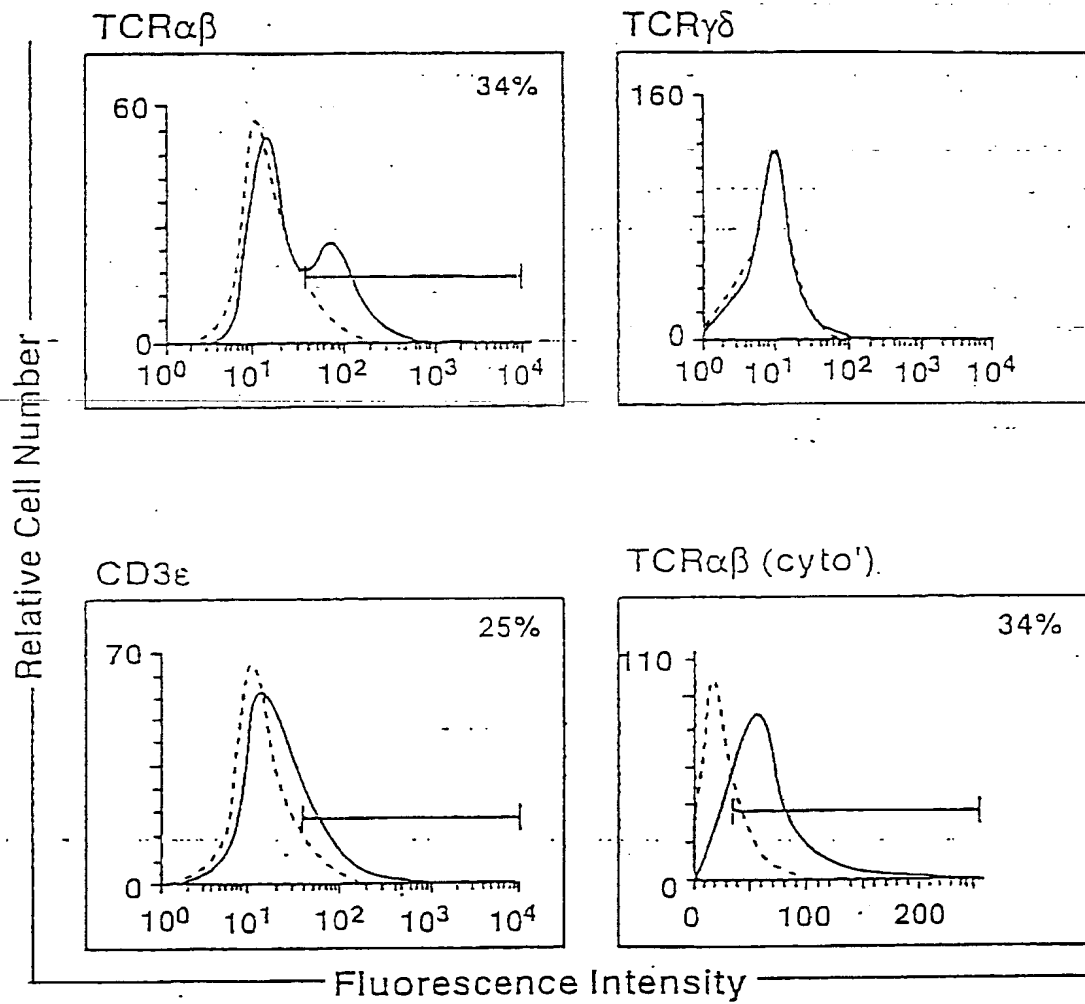 TCRαβ
34%
60
0
10⁰ 10¹ 10² 10³ 10⁴
TCRγδ
160
0
10⁰ 10¹ 10² 10³ 10⁴
CD3ε
25%
70
0
10⁰ 10¹ 10² 10³ 10⁴
TCRαβ (cyto').
34%
110
0
0 100 200
Relative Cell Number
Fluorescence Intensity